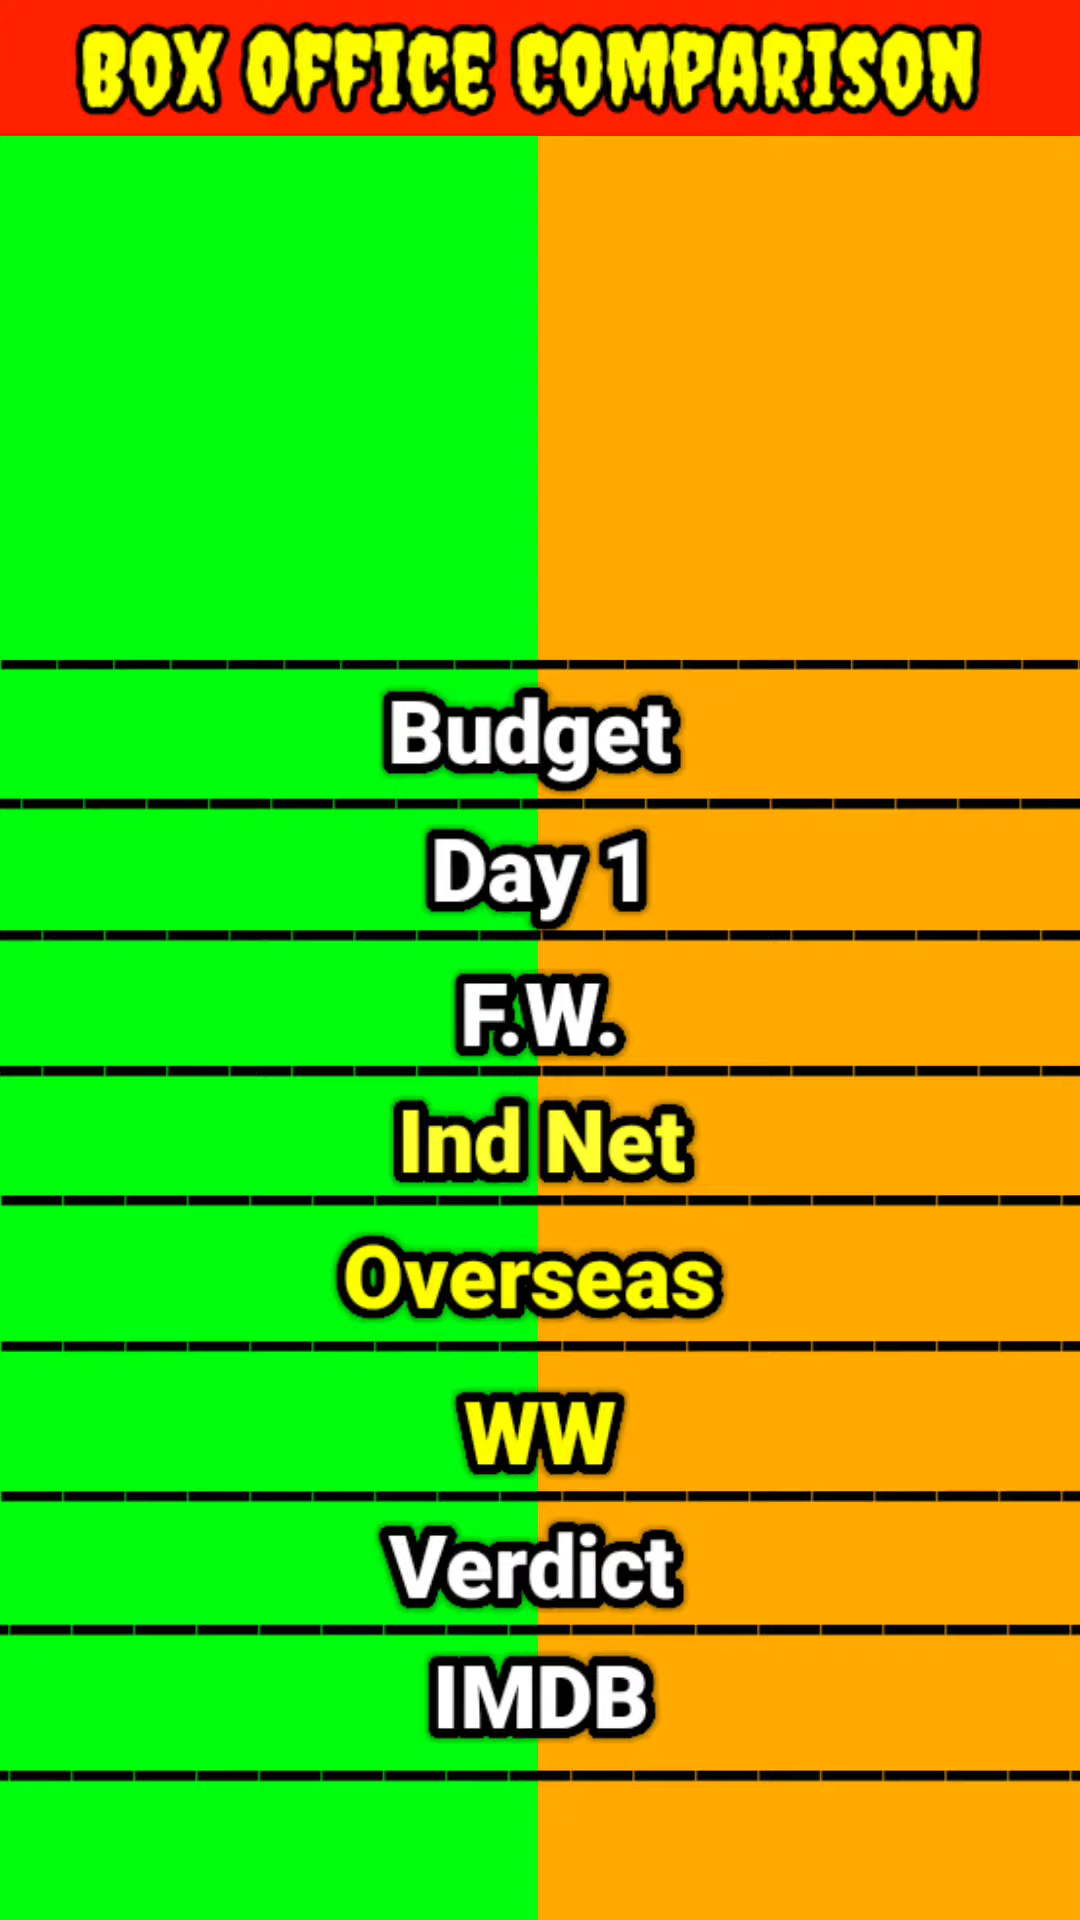 BOX OFFICE COMPARISON
Budget
Day 1
F.W.
Ind Net
Overseas
WW
Verdict
IMDB